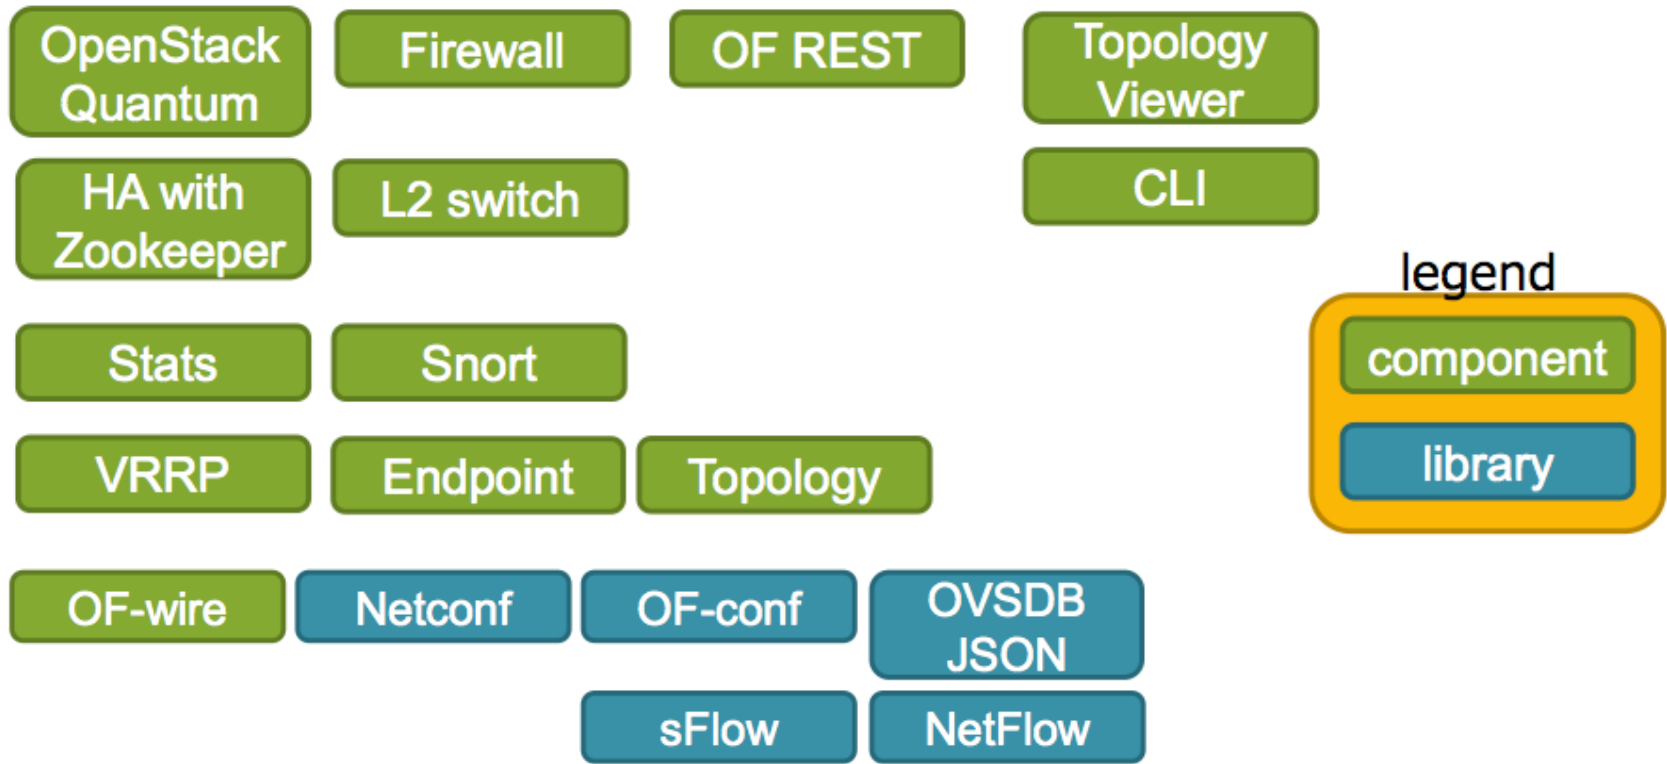 OpenStack
Quantum
Firewall
OF REST
Topology
Viewer
HA with
Zookeeper
L2 switch
CLI
legend
component
library
Stats
Snort
VRRP
Endpoint
Topology
OF-wire
Netconf
OF-conf
OVSDB
JSON
sFlow
NetFlow